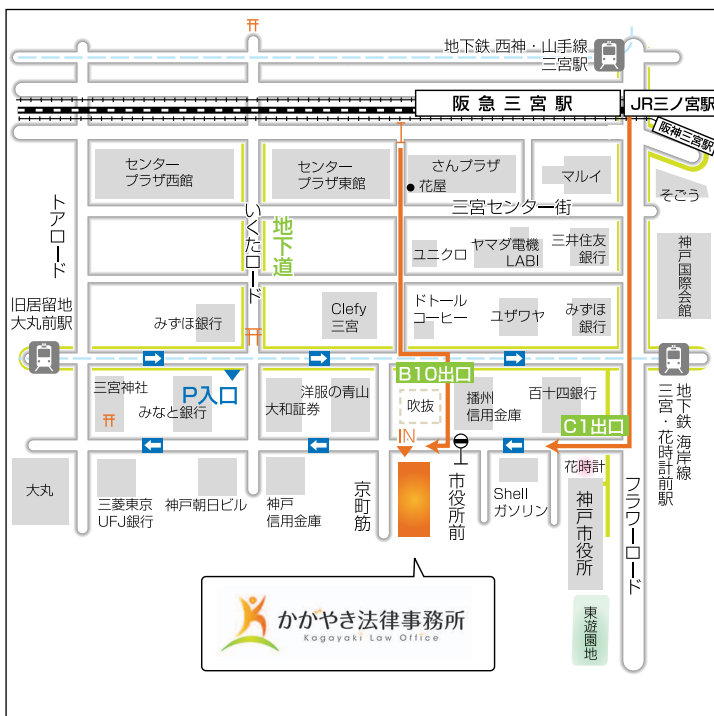 地下鉄 西神・山手線
三宮駅
阪急三宮駅
JR三ノ宮駅
阪神三宮駅
センター
プラザ西館
センター
プラザ東館
さんプラザ
花屋
マルイ
そごう
三宮センター街
トアロード
いくたロード
地下道
ユニクロ
ヤマダ電機
LABI
三井住友
銀行
神戸国際会館
旧居留地
大丸前駅
みずほ銀行
Clefy
三宮
ドトール
コーヒー
ユザワヤ
みずほ
銀行
B10出口
三宮神社
P入口
みなと銀行
洋服の青山
大和証券
吹抜
播州
信用金庫
百十四銀行
C1出口
地下鉄 海岸線
三宮・花時計前駅
IN
大丸
三菱東京
UFJ銀行
神戸朝日ビル
神戸
信用金庫
京町筋
市役所前
Shell
ガソリン
花時計
神戸市役所
フラワーロード
東遊園地
かがやき法律事務所
Kagayaki Law Office